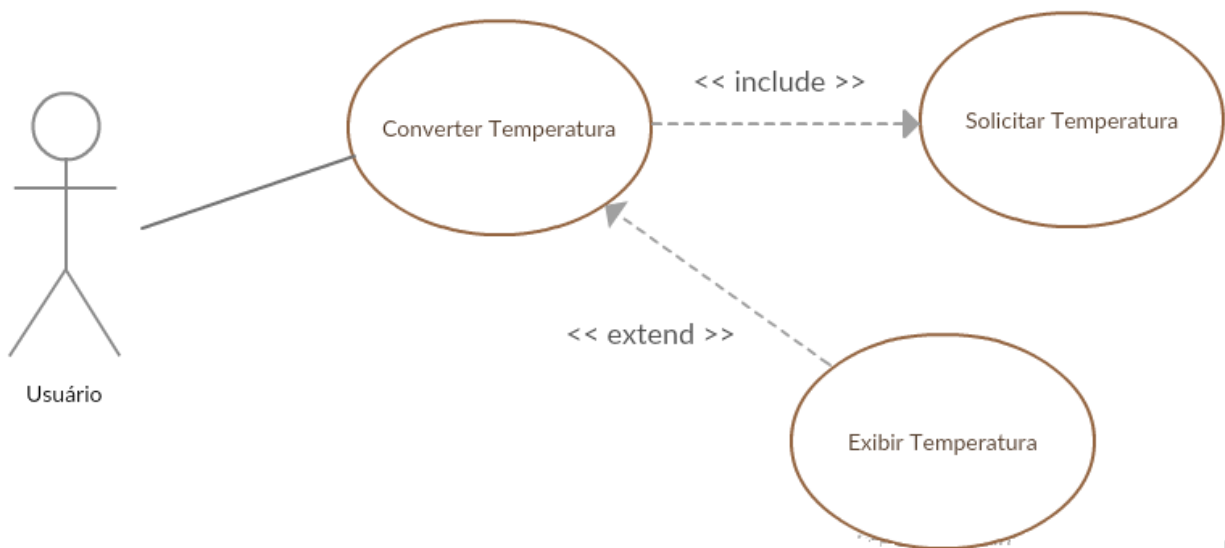 << include >>
Converter Temperatura
Solicitar Temperatura
<< extend >>
Usuário
Exibir Temperatura